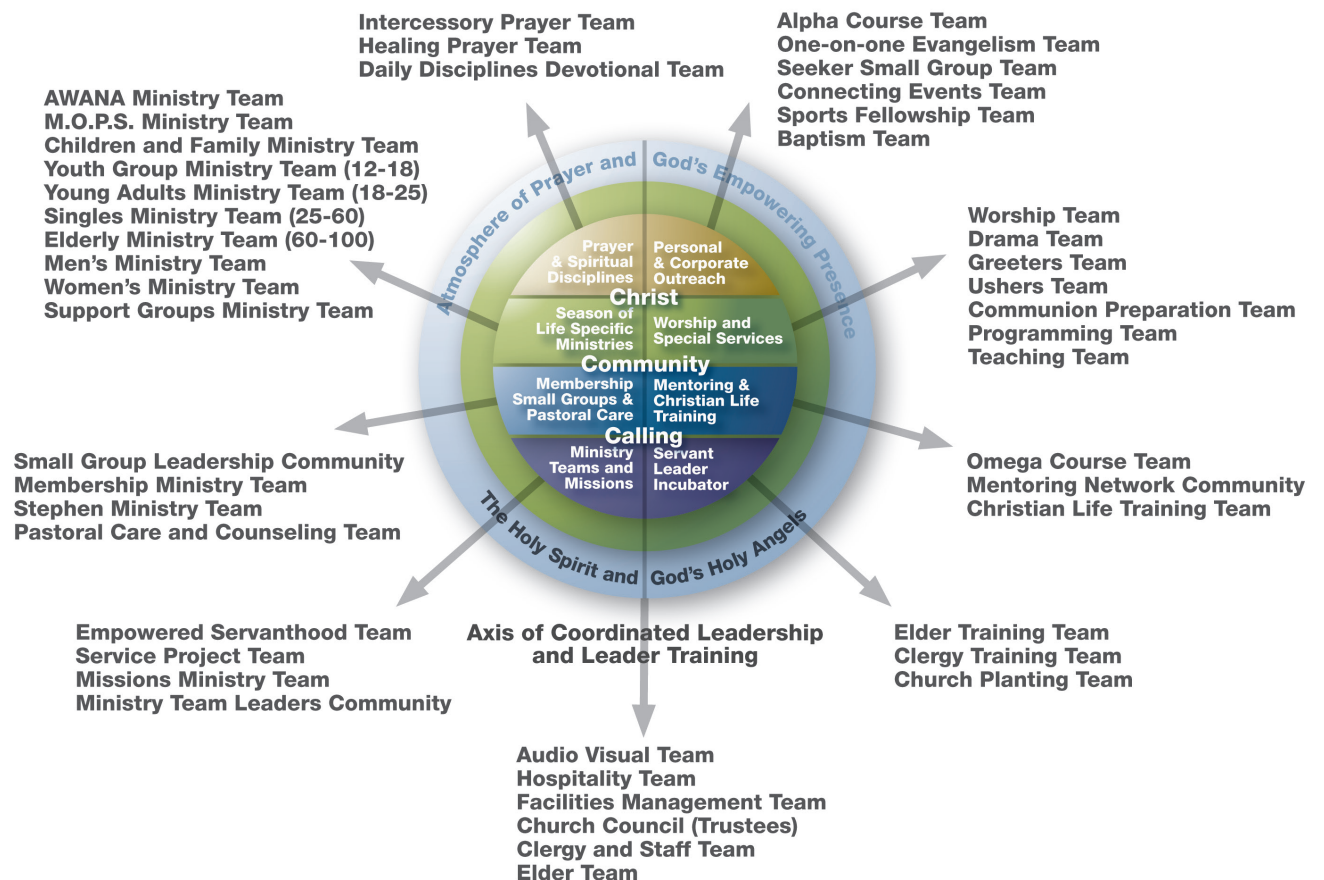 Intercessory Prayer Team
Healing Prayer Team
Daily Disciplines Devotional Team
Alpha Course Team
One-on-one Evangelism Team
Seeker Small Group Team
Connecting Events Team
Sports Fellowship Team
Baptism Team
AWANA Ministry Team
M.O.P.S. Ministry Team
Children and Family Ministry Team
Youth Group Ministry Team (12-18)
Young Adults Ministry Team (18-25)
Singles Ministry Team (25-60)
Elderly Ministry Team (60-100)
Men's Ministry Team
Women's Ministry Team
Support Groups Ministry Team
Atmosphere of Prayer and
God's Empowering Presence
Prayer
& Spiritual
Disciplines
Personal
& Corporate
Outreach
Christ
Season of
Life Specific
Ministries
Worship and
Special Services
Community
Membership
Small Groups &
Pastoral Care
Mentoring &
Christian Life
Training
Calling
Ministry
Teams and
Missions
Servant
Leader
Incubator
The Holy Spirit and
God's Holy Angels
Worship Team
Drama Team
Greeters Team
Ushers Team
Communion Preparation Team
Programming Team
Teaching Team
Small Group Leadership Community
Membership Ministry Team
Stephen Ministry Team
Pastoral Care and Counseling Team
Omega Course Team
Mentoring Network Community
Christian Life Training Team
Empowered Servanthood Team
Service Project Team
Missions Ministry Team
Ministry Team Leaders Community
Axis of Coordinated Leadership
and Leader Training
Elder Training Team
Clergy Training Team
Church Planting Team
Audio Visual Team
Hospitality Team
Facilities Management Team
Church Council (Trustees)
Clergy and Staff Team
Elder Team